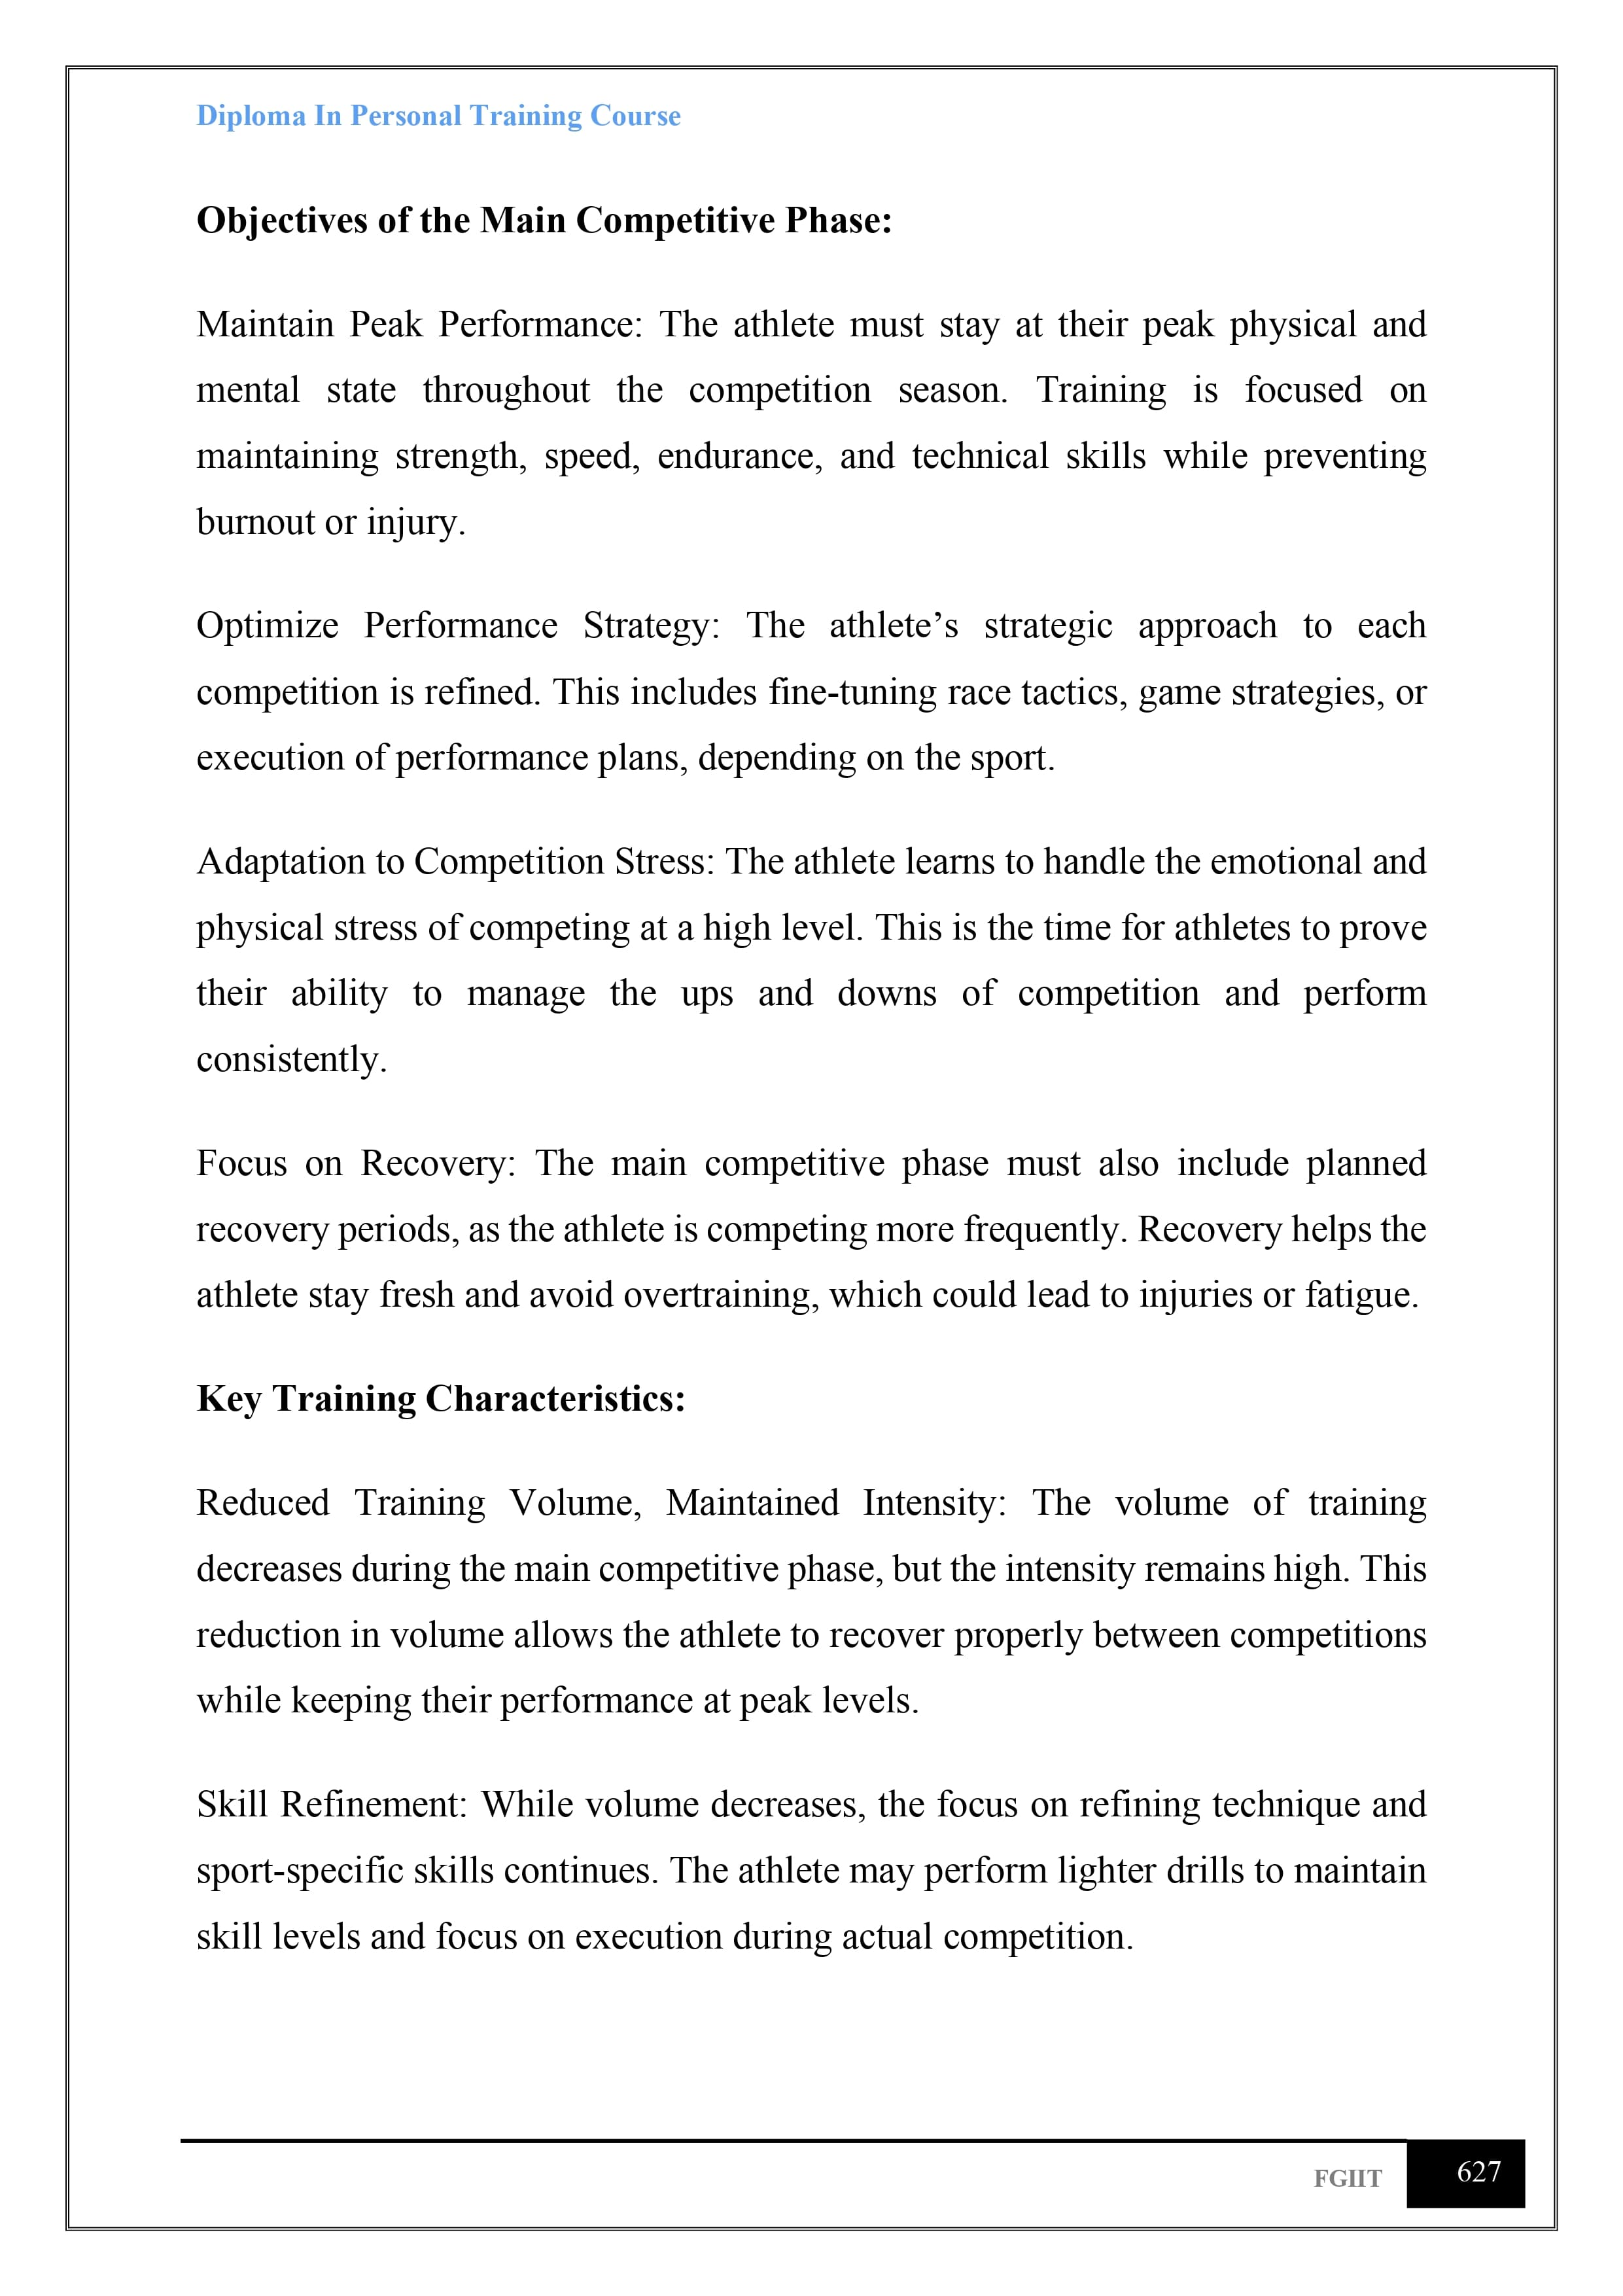 Diploma In Personal Training Course
Objectives of the Main Competitive Phase:
Maintain Peak Performance: The athlete must stay at their peak physical and
mental state throughout the competition season. Training is focused on
maintaining strength, speed, endurance, and technical skills while preventing
burnout or injury.
Optimize Performance Strategy: The athlete’s strategic approach to each
competition is refined. This includes fine-tuning race tactics, game strategies, or
execution of performance plans, depending on the sport.
Adaptation to Competition Stress: The athlete learns to handle the emotional and
physical stress of competing at a high level. This is the time for athletes to prove
their ability to manage the ups and downs of competition and perform
consistently.
Focus on Recovery: The main competitive phase must also include planned
recovery periods, as the athlete is competing more frequently. Recovery helps the
athlete stay fresh and avoid overtraining, which could lead to injuries or fatigue.
Key Training Characteristics:
Reduced Training Volume, Maintained Intensity: The volume of training
decreases during the main competitive phase, but the intensity remains high. This
reduction in volume allows the athlete to recover properly between competitions
while keeping their performance at peak levels.
Skill Refinement: While volume decreases, the focus on refining technique and
sport-specific skills continues. The athlete may perform lighter drills to maintain
skill levels and focus on execution during actual competition.
FGIIT 627